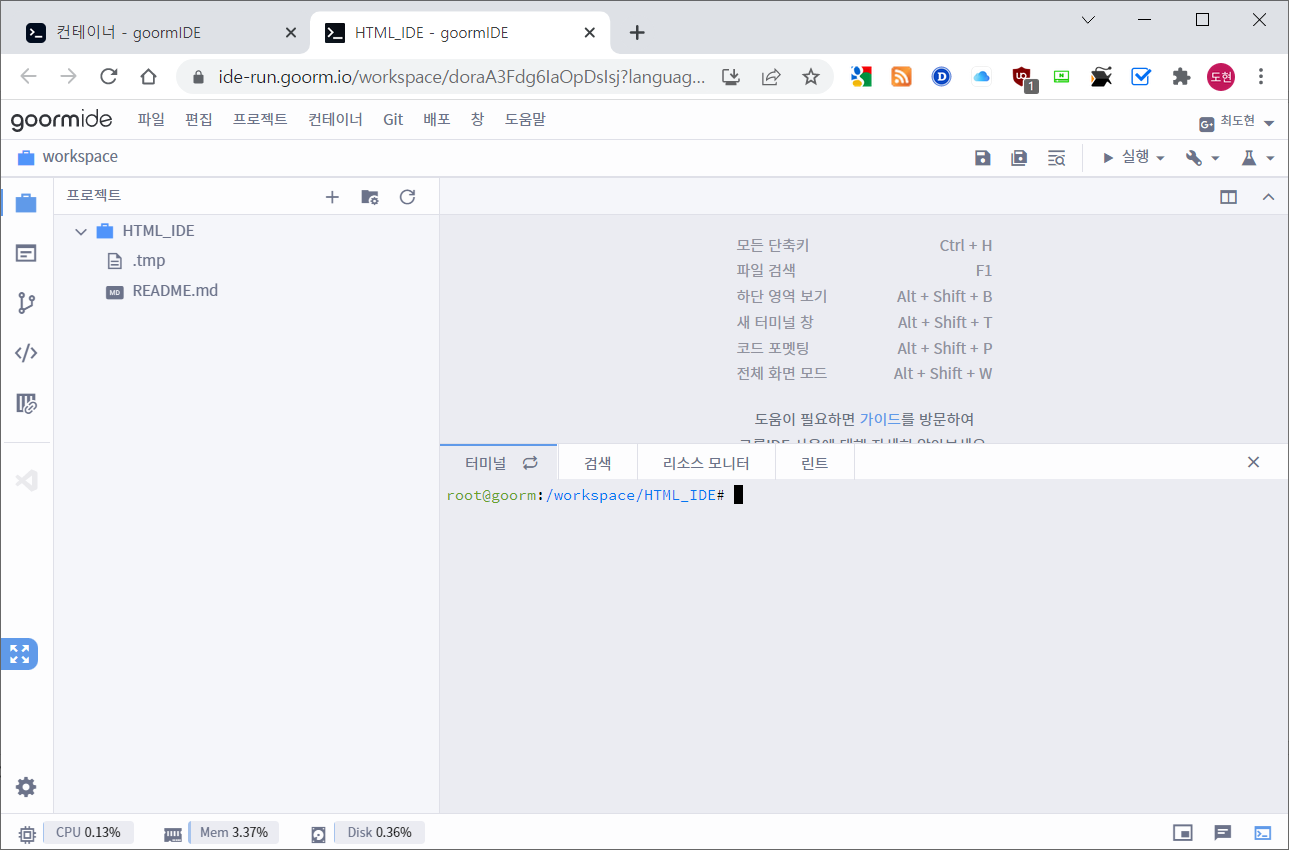 컨테이너 - goormIDE
HTML_IDE - goormIDE
ide-run.goorm.io/workspace/doraA3Fdg6IaOpDsIsj?languag...
1
도현
goormide 파일 편집 프로젝트 컨테이너 Git 배포 창 도움말
G+ 최도현
workspace
실행
프로젝트
HTML_IDE
.tmp
MD README.md
모든 단축키 Ctrl + H
파일 검색 F1
하단 영역 보기 Alt + Shift + B
새 터미널 창 Alt + Shift + T
코드 포멧팅 Alt + Shift + P
전체 화면 모드 Alt + Shift + W
도움이 필요하면 가이드를 방문하여
터미널 검색 리소스 모니터 린트
root@goorm:/workspace/HTML_IDE#
CPU 0.13% Mem 3.37% Disk 0.36%